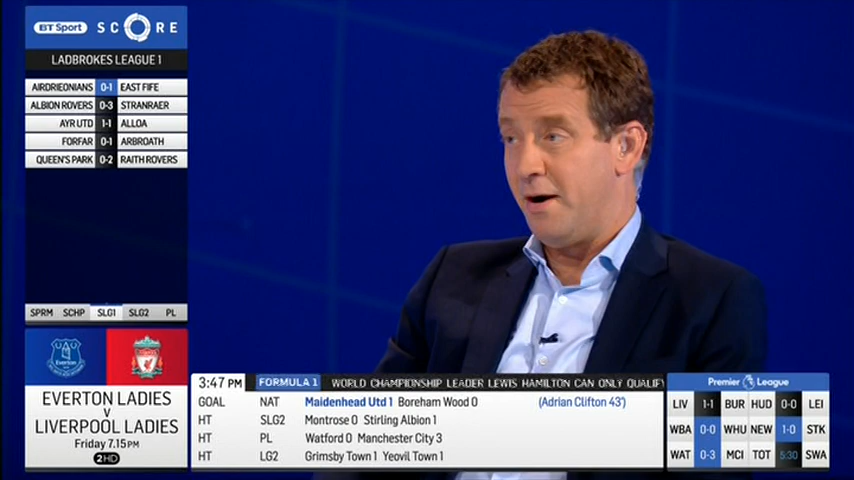 BT Sport SCORE
LADBROKES LEAGUE 1
AIRDRIEONIANS 0-1 EAST FIFE
ALBION ROVERS 0-3 STRANRAER
AYR UTD 1-1 ALLOA
FORFAR 0-1 ARBROATH
QUEEN'S PARK 0-2 RAITH ROVERS
SPRM SCHP SLG1 SLG2 PL
Everton
EVERTON LADIES
V
LIVERPOOL LADIES
Friday 7.15PM
2HD
3:47 PM FORMULA 1 WORLD CHAMPIONSHIP LEADER LEWIS HAMILTON CAN ONLY QUALIFY
GOAL NAT Maidenhead Utd 1 Boreham Wood 0 (Adrian Clifton 43')
HT SLG2 Montrose 0 Stirling Albion 1
HT PL Watford 0 Manchester City 3
HT LG2 Grimsby Town 1 Yeovil Town 1
Premier League
LIV 1-1 BUR HUD 0-0 LEI
WBA 0-0 WHU NEW 1-0 STK
WAT 0-3 MCI TOT 5:30 SWA